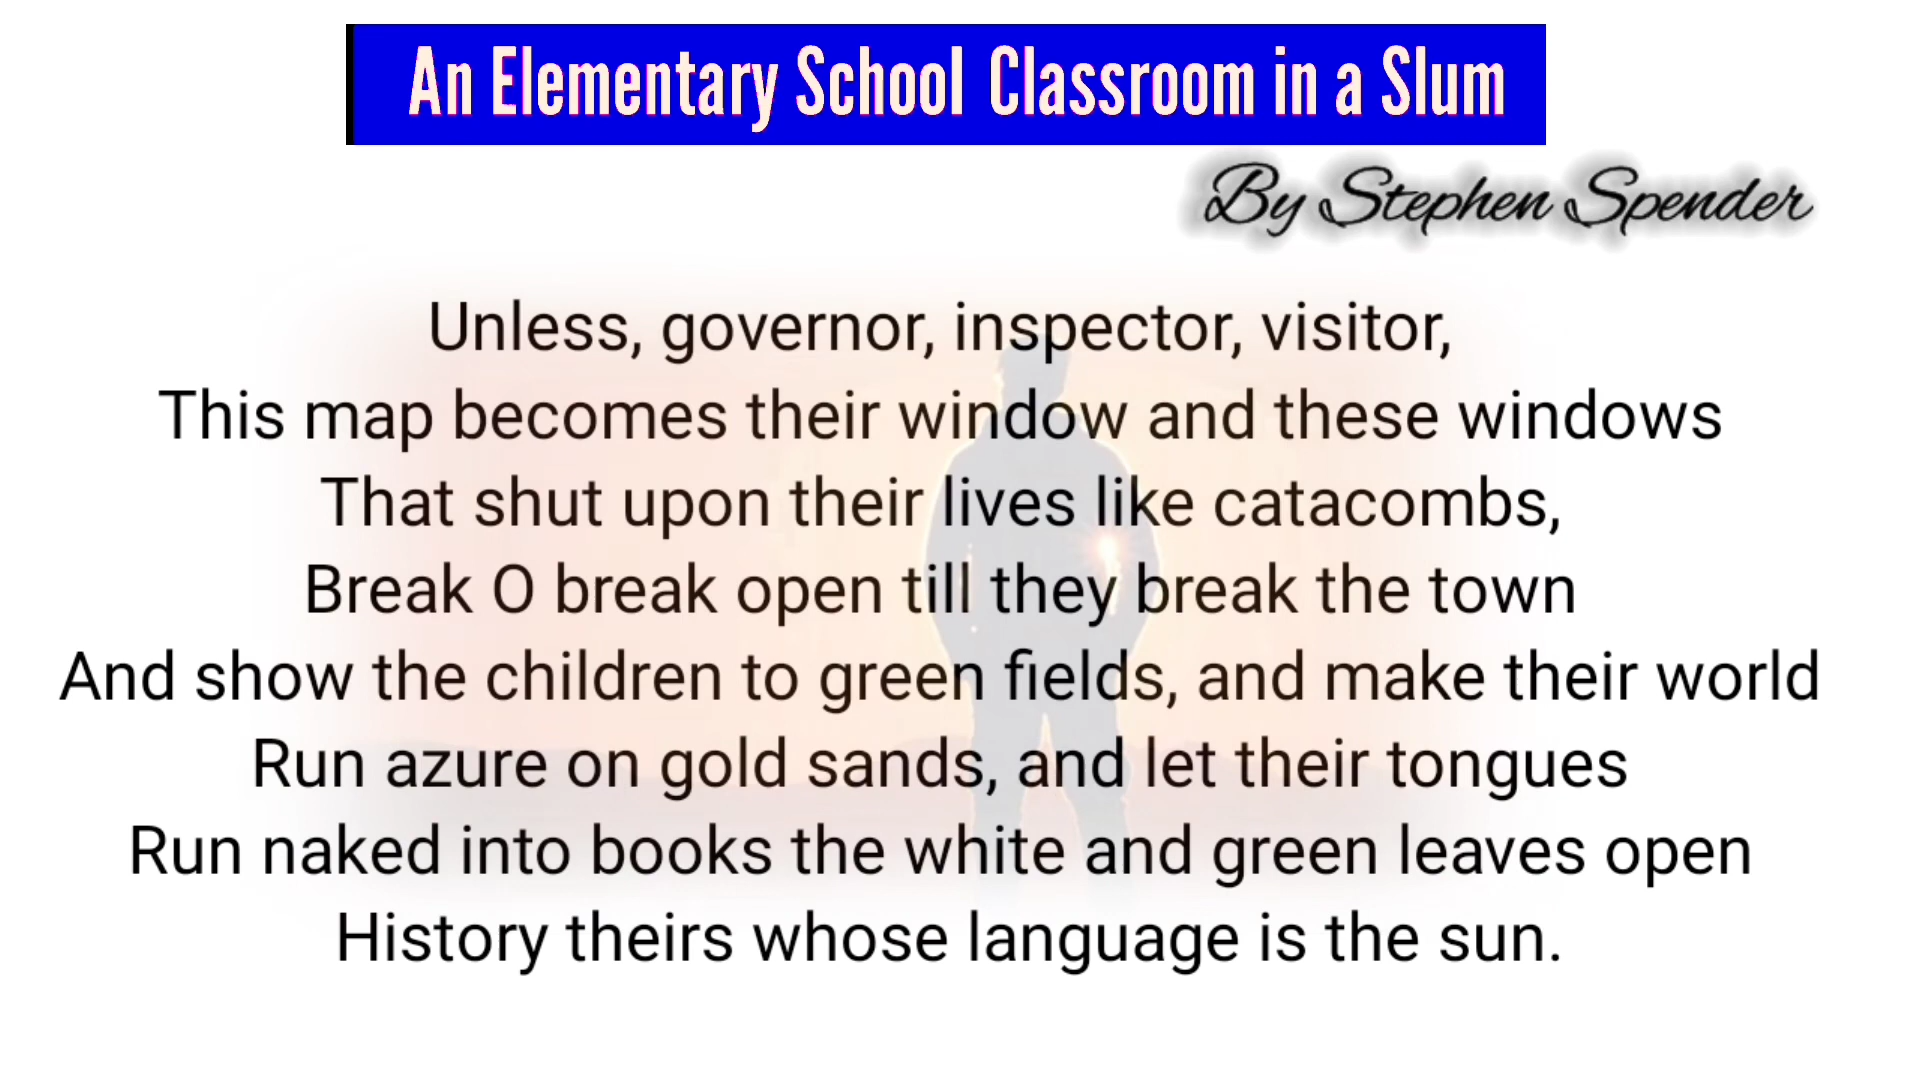 An Elementary School Classroom in a Slum
By Stephen Spender
Unless, governor, inspector, visitor,
This map becomes their window and these windows
That shut upon their lives like catacombs,
Break O break open till they break the town
And show the children to green fields, and make their world
Run azure on gold sands, and let their tongues
Run naked into books the white and green leaves open
History theirs whose language is the sun.